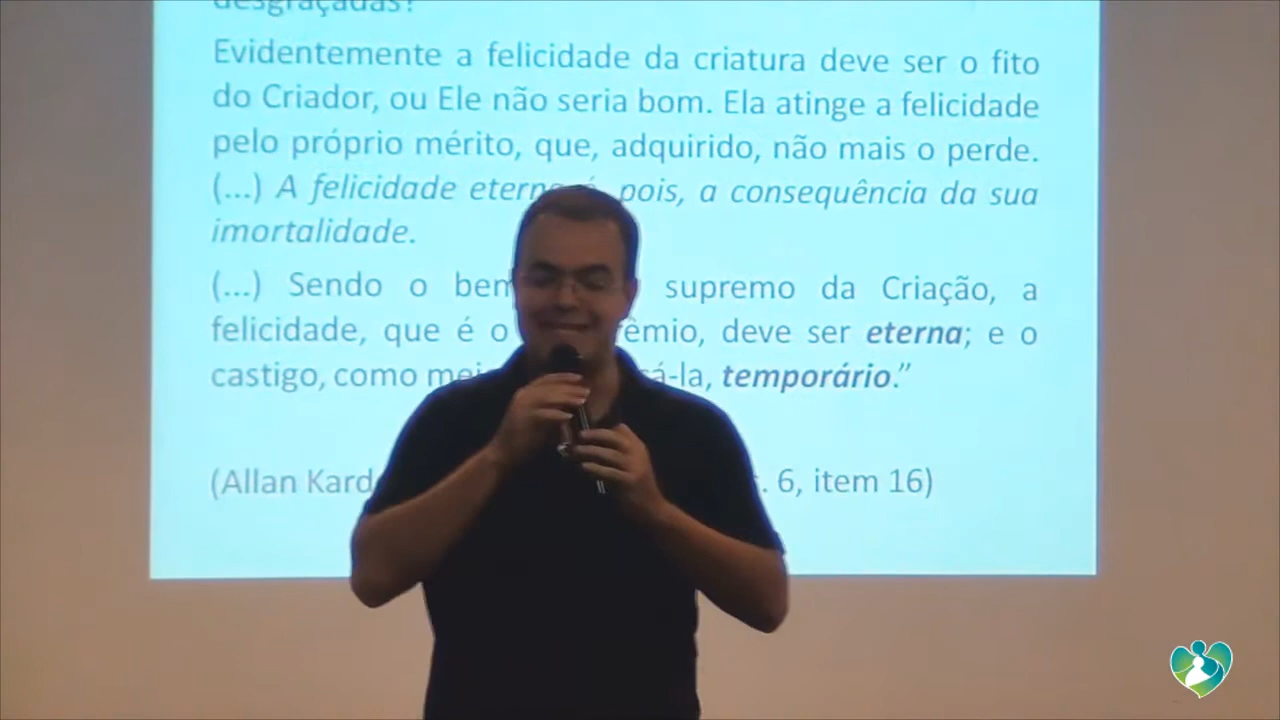 desgraçadas?
Evidentemente a felicidade da criatura deve ser o fito
do Criador, ou Ele não seria bom. Ela atinge a felicidade
pelo próprio mérito, que, adquirido, não mais o perde.
(...) A felicidade eterna é, pois, a consequência da sua
imortalidade.
(...) Sendo o bem supremo da Criação, a
felicidade, que é o deve ser eterna; e o
castigo, como temporário.”
(Allan 6, item 16)